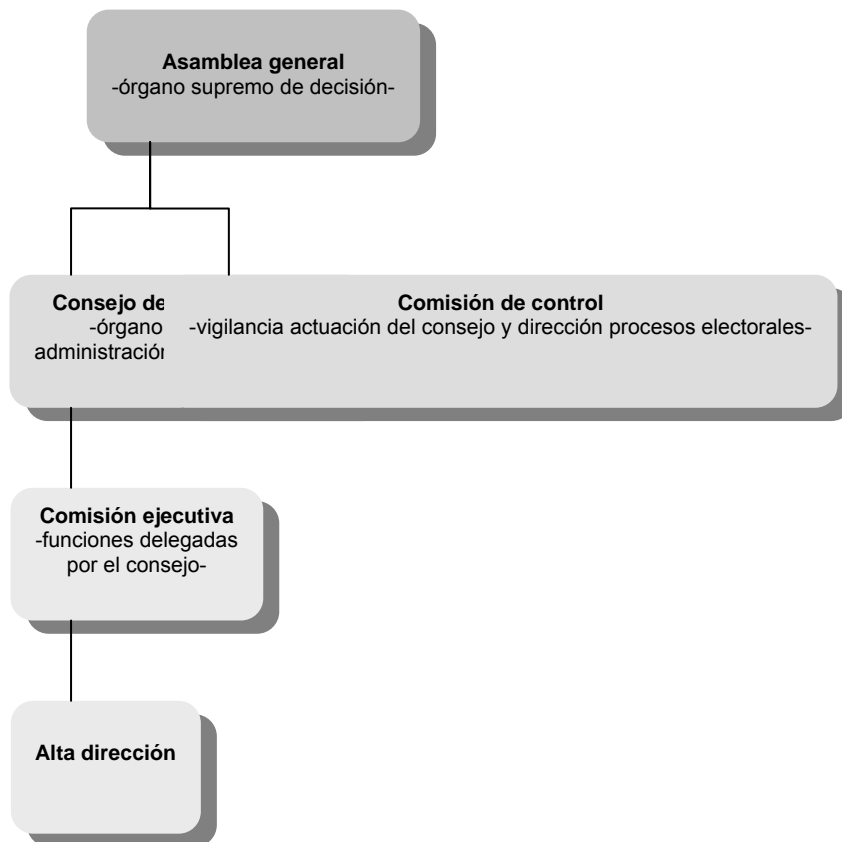 Asamblea general
-órgano supremo de decisión-
Consejo de
-órgano
administración
Comisión de control
-vigilancia actuación del consejo y dirección procesos electorales-
Comisión ejecutiva
-funciones delegadas
por el consejo-
Alta dirección